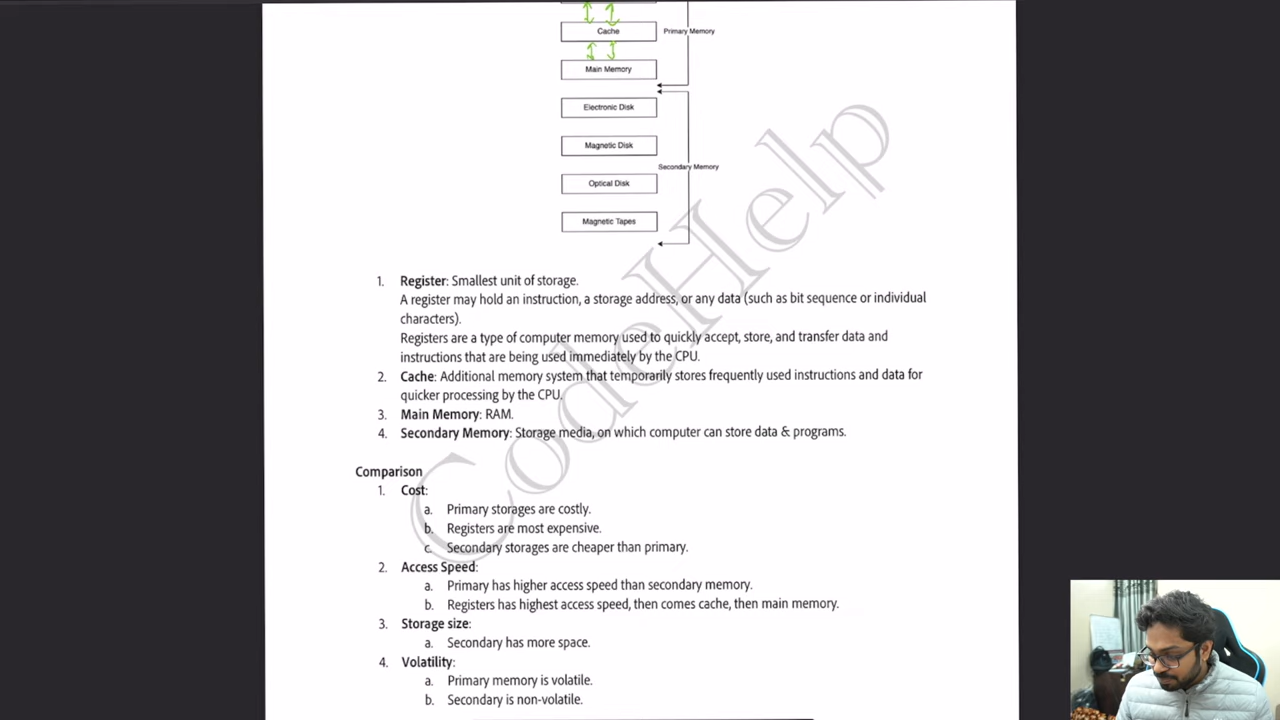 Cache
Primary Memory
Main Memory
Electronic Disk
Magnetic Disk
Secondary Memory
Optical Disk
Magnetic Tapes
1. Register: Smallest unit of storage.
A register may hold an instruction, a storage address, or any data (such as bit sequence or individual
characters).
Registers are a type of computer memory used to quickly accept, store, and transfer data and
instructions that are being used immediately by the CPU.
2. Cache: Additional memory system that temporarily stores frequently used instructions and data for
quicker processing by the CPU.
3. Main Memory: RAM.
4. Secondary Memory: Storage media, on which computer can store data & programs.
Comparison
1. Cost:
a. Primary storages are costly.
b. Registers are most expensive.
c. Secondary storages are cheaper than primary.
2. Access Speed:
a. Primary has higher access speed than secondary memory.
b. Registers has highest access speed, then comes cache, then main memory.
3. Storage size:
a. Secondary has more space.
4. Volatility:
a. Primary memory is volatile.
b. Secondary is non-volatile.
CodeHelp